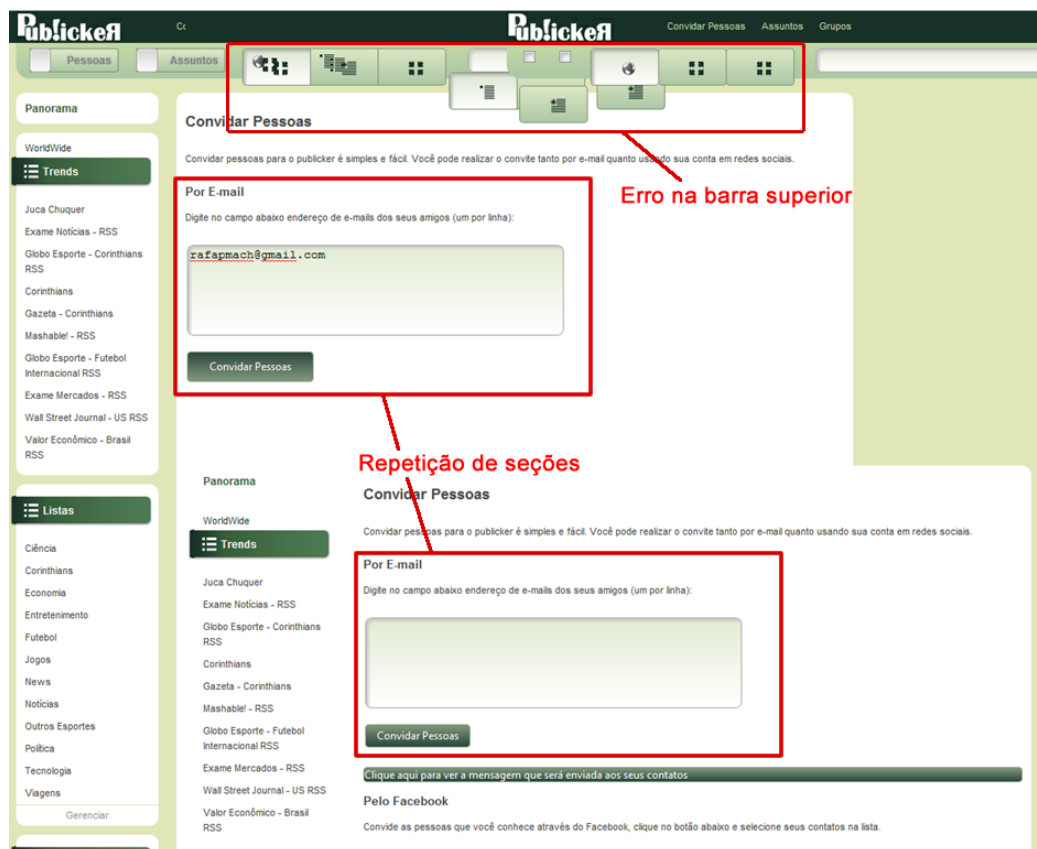 PublickeR
PublickeR
Convidar Pessoas Assuntos Grupos
Pessoas
Assuntos
Panorama
WorldWide
Trends
Juca Chuquer
Exame Notícias - RSS
Globo Esporte - Corinthians
RSS
Corinthians
Gazeta - Corinthians
Mashable! - RSS
Globo Esporte - Futebol
Internacional RSS
Exame Mercados - RSS
Wall Street Journal - US RSS
Valor Econômico - Brasil
RSS
Listas
Ciência
Corinthians
Economia
Entretenimento
Futebol
Jogos
News
Notícias
Outros Esportes
Política
Tecnologia
Viagens
Gerenciar
Convidar Pessoas
Convidar pessoas para o publicker é simples e fácil. Você pode realizar o convite tanto por e-mail quanto usando sua conta em redes sociais.
Erro na barra superior
Por E-mail
Digite no campo abaixo endereço de e-mails dos seus amigos (um por linha):
rafapmach@gmail.com
Convidar Pessoas
Repetição de seções
Panorama
WorldWide
Trends
Juca Chuquer
Exame Notícias - RSS
Globo Esporte - Corinthians
RSS
Corinthians
Gazeta - Corinthians
Mashable! - RSS
Globo Esporte - Futebol
Internacional RSS
Exame Mercados - RSS
Wall Street Journal - US RSS
Valor Econômico - Brasil
RSS
Convidar Pessoas
Convidar pessoas para o publicker é simples e fácil. Você pode realizar o convite tanto por e-mail quanto usando sua conta em redes sociais.
Por E-mail
Digite no campo abaixo endereço de e-mails dos seus amigos (um por linha):
Convidar Pessoas
Clique aqui para ver a mensagem que será enviada aos seus contatos
Pelo Facebook
Convide as pessoas que você conhece através do Facebook, clique no botão abaixo e selecione seus contatos na lista.